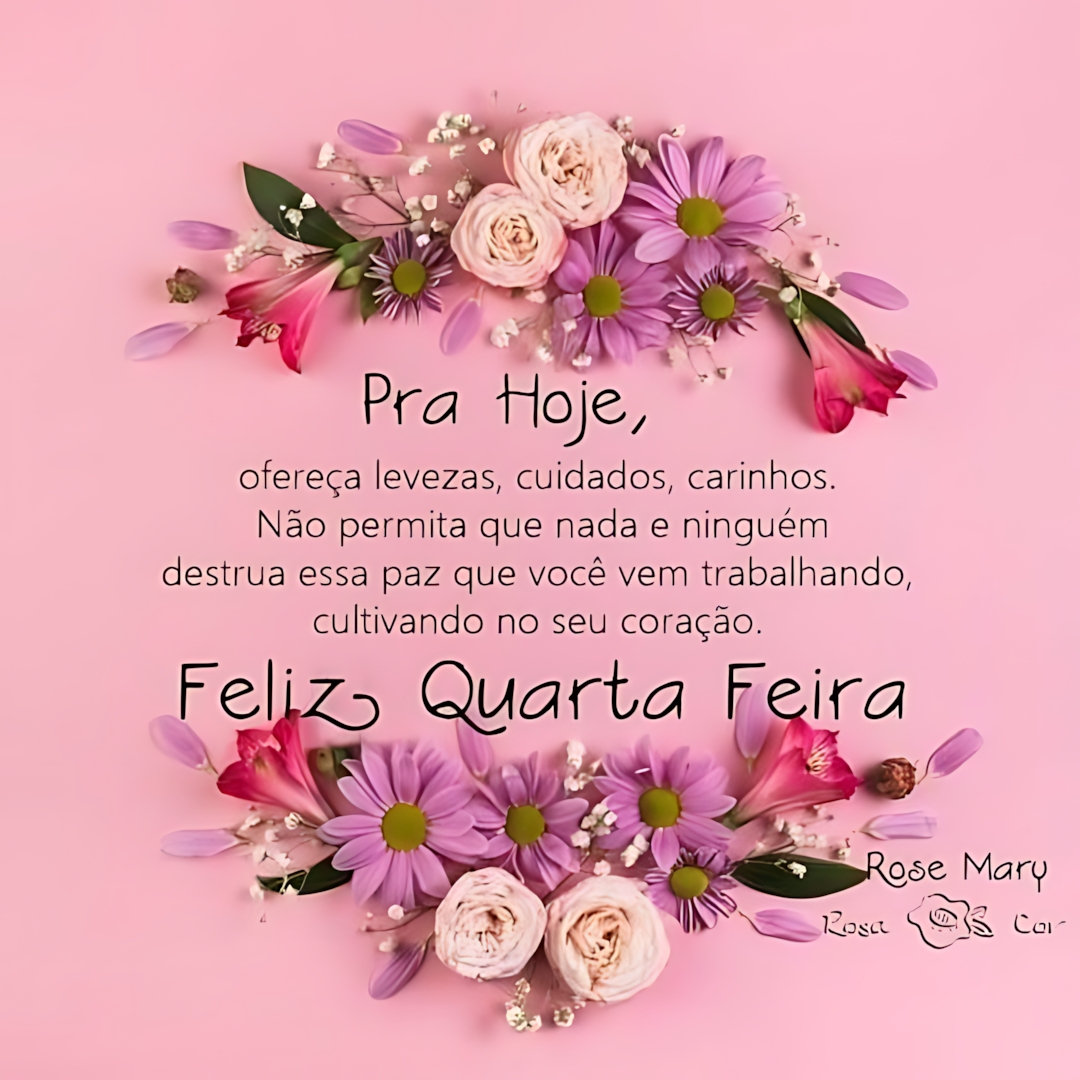 Pra Hoje,
ofereça levezas, cuidados, carinhos.
Não permita que nada e ninguém
destrua essa paz que você vem trabalhando,
cultivando no seu coração.
Feliz Quarta Feira
Rose Mary
Rosa Cor